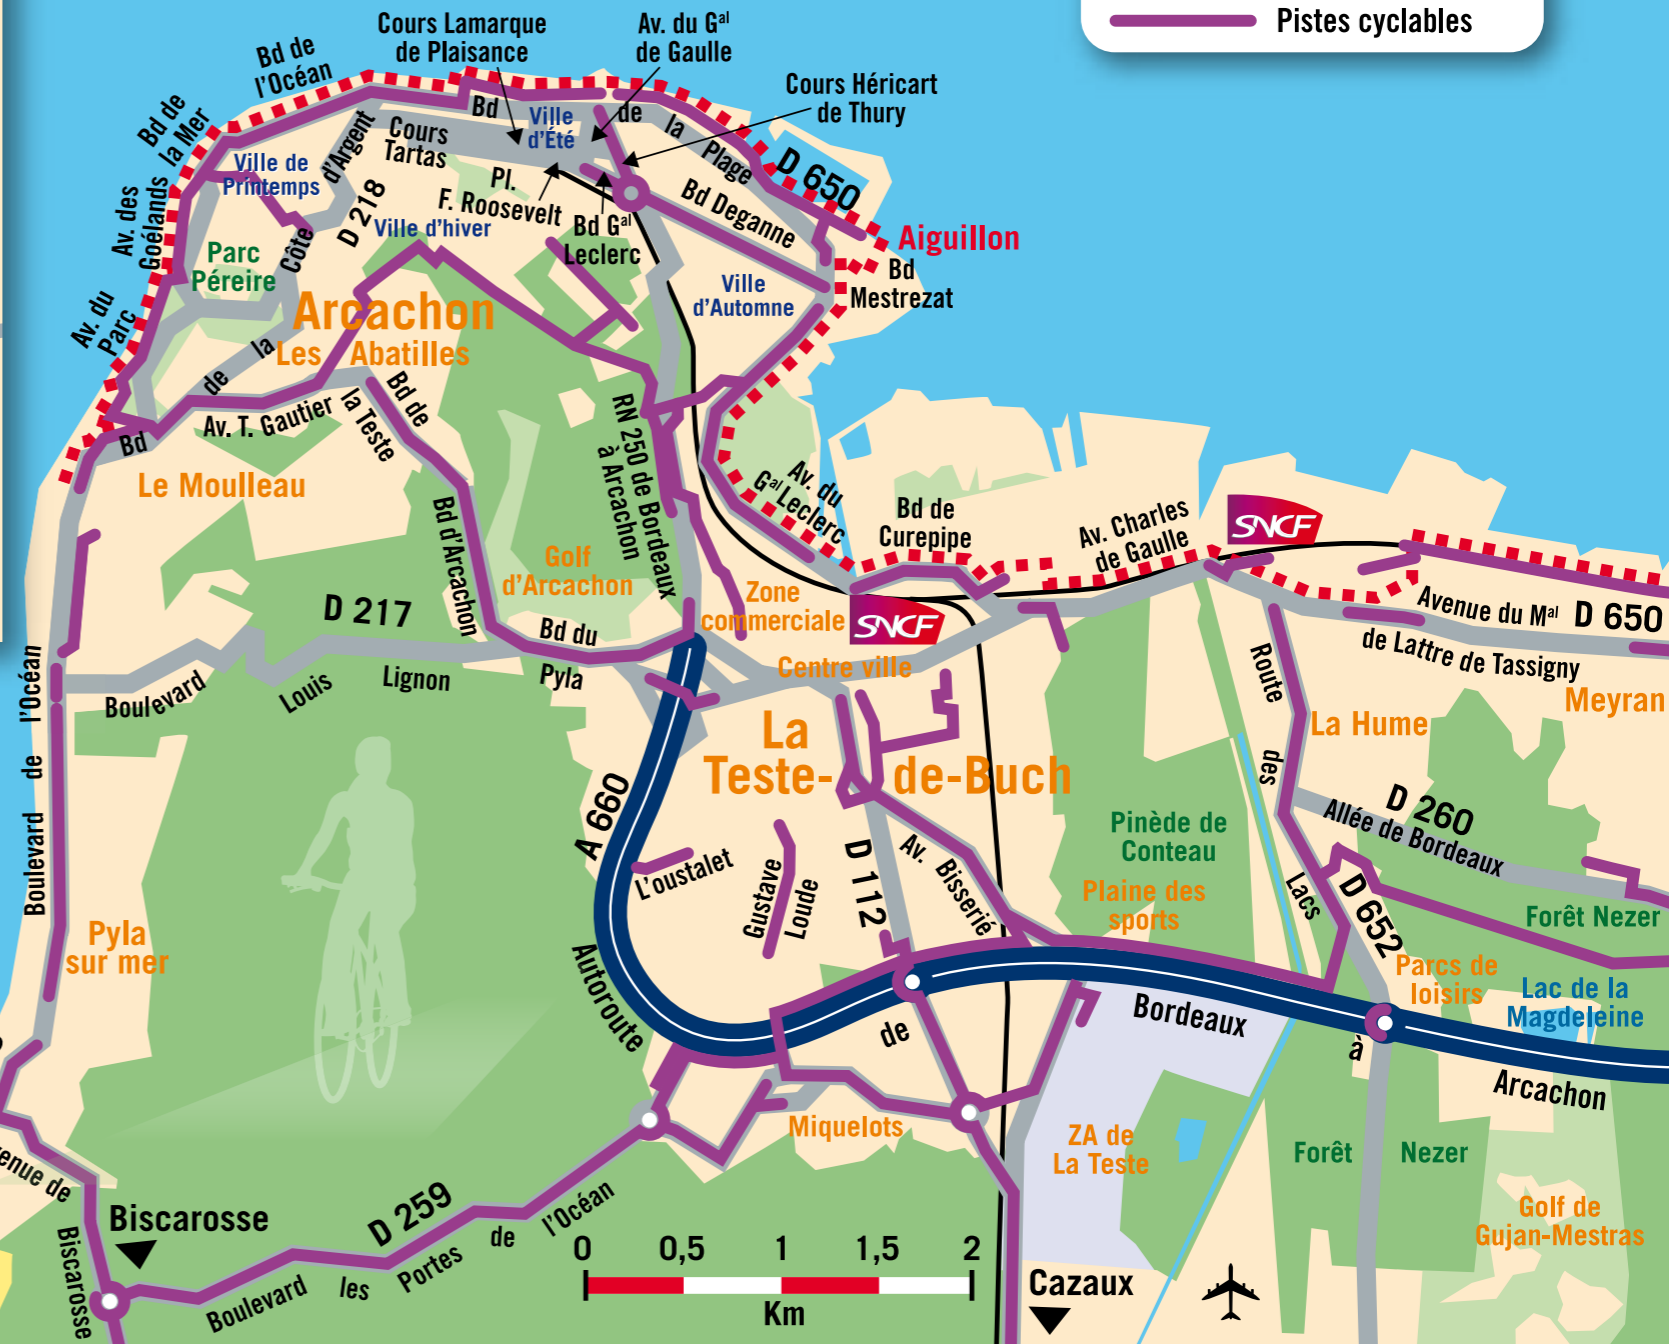 Pistes cyclables
Cours Lamarque
de Plaisance
Av. du Gal
de Gaulle
Bd de
l'Océan
Cours Héricart
de Thury
Bd de
la Mer
Bd
de
la
Plage
Ville
d'Été
Cours
Tartas
D 650
Ville de
Printemps
d'Argent
Côte
la
de
Bd
D 218
Pl.
F. Roosevelt
Bd Deganne
Bd Gal
Leclerc
Ville d'hiver
Av. des
Goélands
Parc
Péreire
Aiguillon
Bd
Mestrezat
Ville
d'Automne
Av. du
Parc
Arcachon
Les Abatilles
Av. T. Gautier
Bd de
la Teste
Le Moulleau
RN 250 de Bordeaux
à Arcachon
Av. du
Gal Leclerc
Bd de
Curepipe
Av. Charles
de Gaulle
SNCF
Bd d'Arcachon
Golf
d'Arcachon
Zone
commerciale
SNCF
D 217
Avenue du Mal D 650
de Lattre de Tassigny
Bd du
Pyla
Centre ville
Boulevard
Louis
Lignon
Boulevard de l'Océan
Route
des
Lacs
Meyran
La Hume
La
Teste-
de-Buch
A 660
D 260
Allée de Bordeaux
Pinède de
Conteau
L'oustalet
Gustave
Loude
D 112
Av.
Bisserié
Plaine des
sports
D 652
Forêt Nezer
Pyla
sur mer
Parcs de
loisirs
Lac de la
Magdeleine
Autoroute
de
Bordeaux
à
Arcachon
Miquelots
ZA de
La Teste
Forêt
Nezer
enue de
Biscarosse
Biscarosse
D 259
Boulevard
les
Portes
de
l'Océan
Golf de
Gujan-Mestras
0 0,5 1 1,5 2
Km
Cazaux